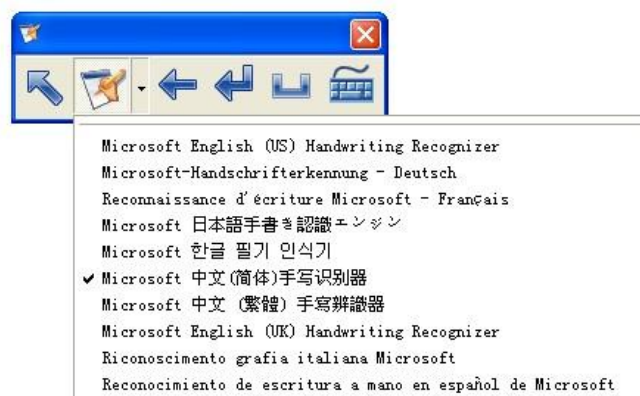 Microsoft English (US) Handwriting Recognizer
Microsoft-Handschrifterkennung - Deutsch
Reconnaissance d'écriture Microsoft - Français
Microsoft 日本語手書き認識エンジン
Microsoft 한글 필기 인식기
Microsoft 中文(简体)手写识别器
Microsoft 中文 (繁體) 手寫辨識器
Microsoft English (UK) Handwriting Recognizer
Riconoscimento grafia italiana Microsoft
Reconocimiento de escritura a mano en español de Microsoft